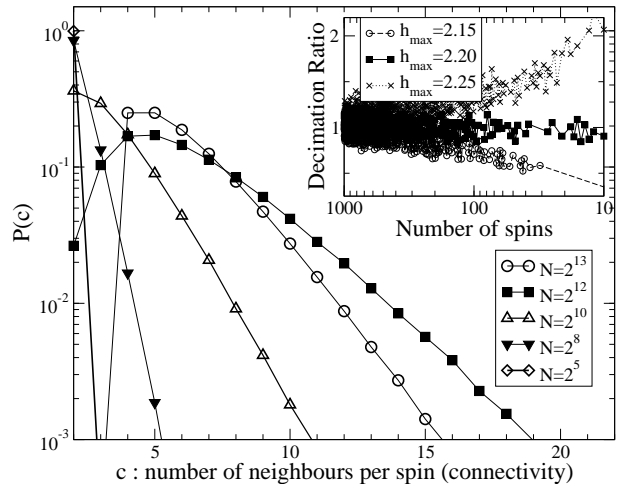 10⁰
10⁻¹
10⁻²
10⁻³
P(c)
5
10
15
20
c : number of neighbours per spin (connectivity)
2
1
Decimation Ratio
h_max=2.15
h_max=2.20
h_max=2.25
1000
100
10
Number of spins
N=2¹³
N=2¹²
N=2¹⁰
N=2⁸
N=2⁵